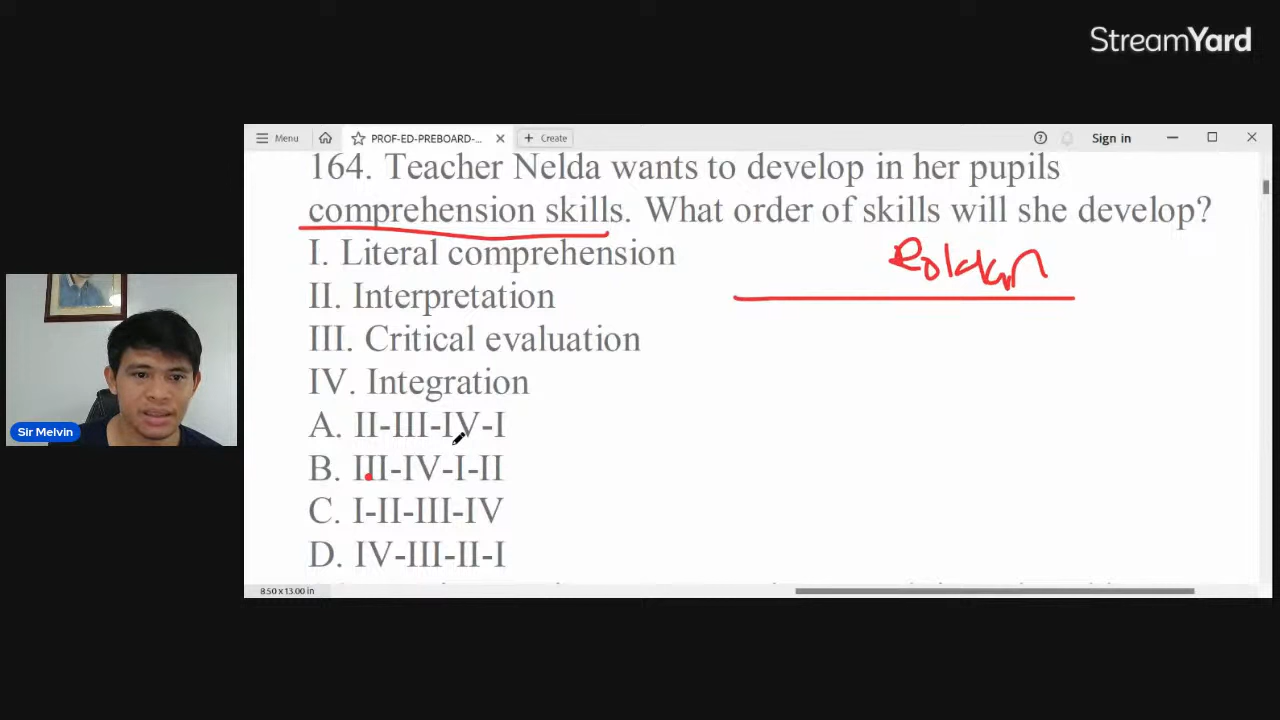 StreamYard
Menu
PROF-ED-PREBOARD-...
Create
Sign in
164. Teacher Nelda wants to develop in her pupils
comprehension skills. What order of skills will she develop?
I. Literal comprehension
II. Interpretation
III. Critical evaluation
IV. Integration
A. II-III-IV-I
B. III-IV-I-II
C. I-II-III-IV
D. IV-III-II-I
Sir Melvin
8.50 x 13.00 in